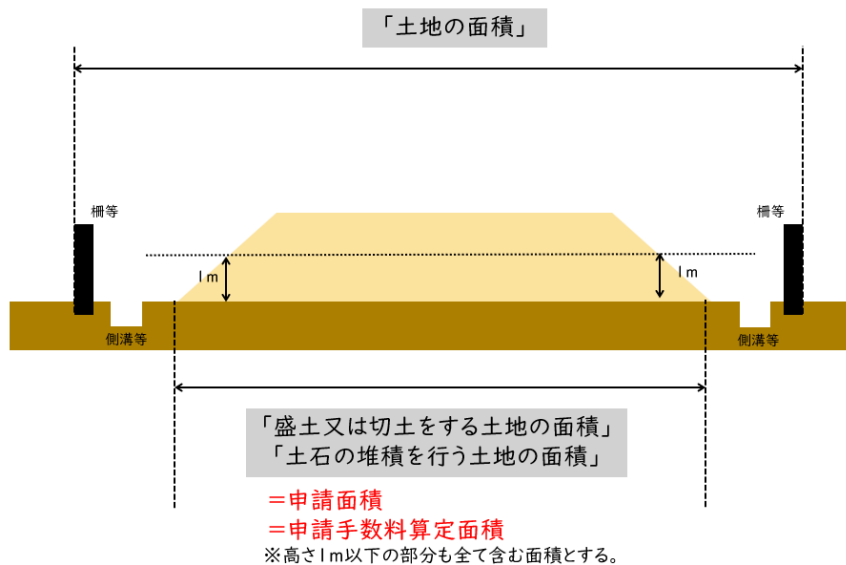 「土地の面積」
柵等
柵等
1m
1m
側溝等
側溝等
「盛土又は切土をする土地の面積」
「土石の堆積を行う土地の面積」
=申請面積
=申請手数料算定面積
※高さ1m以下の部分も全て含む面積とする。